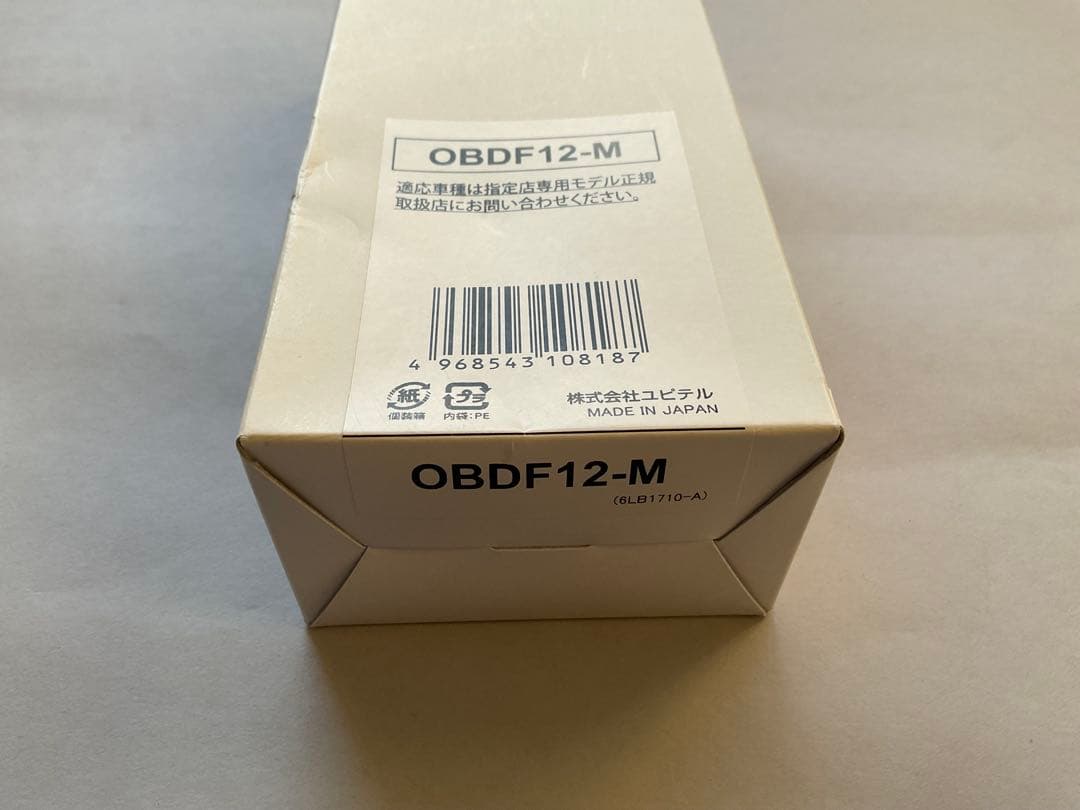 OBDF12-M
適応車種は指定店専用モデル正規
取扱店にお問い合わせください。
4 968543 108187
紙
個装箱
プラ
内袋:PE
株式会社ユピテル
MADE IN JAPAN
OBDF12-M
(6LB1710-A)